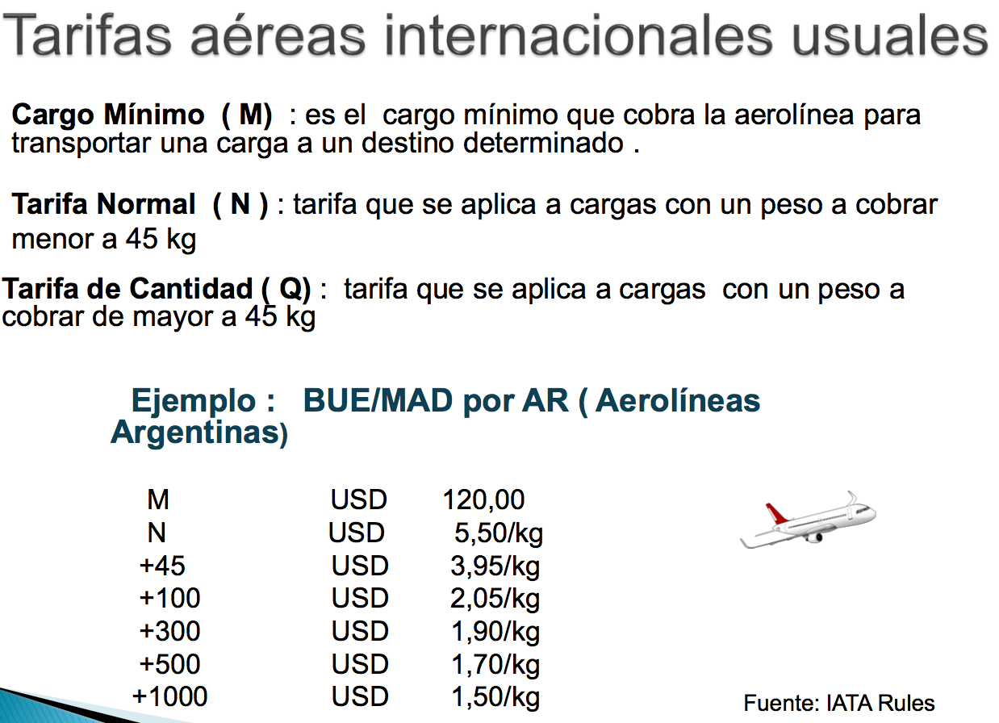 Tarifas aéreas internacionales usuales
Cargo Mínimo ( M) : es el cargo mínimo que cobra la aerolínea para
transportar una carga a un destino determinado .
Tarifa Normal ( N ) : tarifa que se aplica a cargas con un peso a cobrar
menor a 45 kg
Tarifa de Cantidad ( Q) : tarifa que se aplica a cargas con un peso a
cobrar de mayor a 45 kg
Ejemplo : BUE/MAD por AR ( Aerolíneas
Argentinas)
M USD 120,00
N USD 5,50/kg
+45 USD 3,95/kg
+100 USD 2,05/kg
+300 USD 1,90/kg
+500 USD 1,70/kg
+1000 USD 1,50/kg
Fuente: IATA Rules